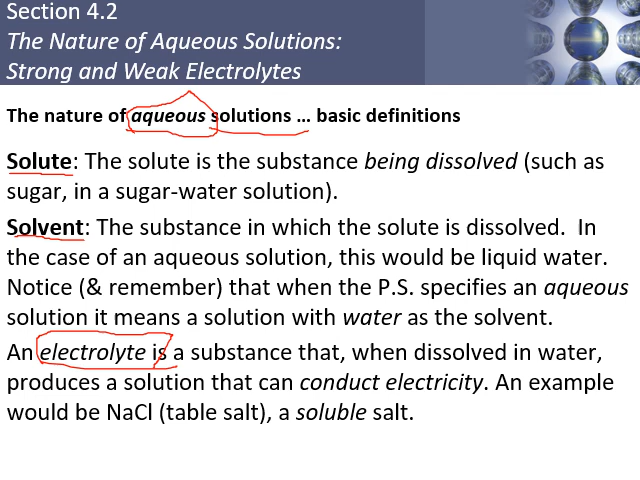 Section 4.2
The Nature of Aqueous Solutions:
Strong and Weak Electrolytes
The nature of aqueous solutions … basic definitions
Solute: The solute is the substance being dissolved (such as
sugar, in a sugar-water solution).
Solvent: The substance in which the solute is dissolved.  In
the case of an aqueous solution, this would be liquid water.
Notice (& remember) that when the P.S. specifies an aqueous
solution it means a solution with water as the solvent.
An electrolyte is a substance that, when dissolved in water,
produces a solution that can conduct electricity. An example
would be NaCl (table salt), a soluble salt.